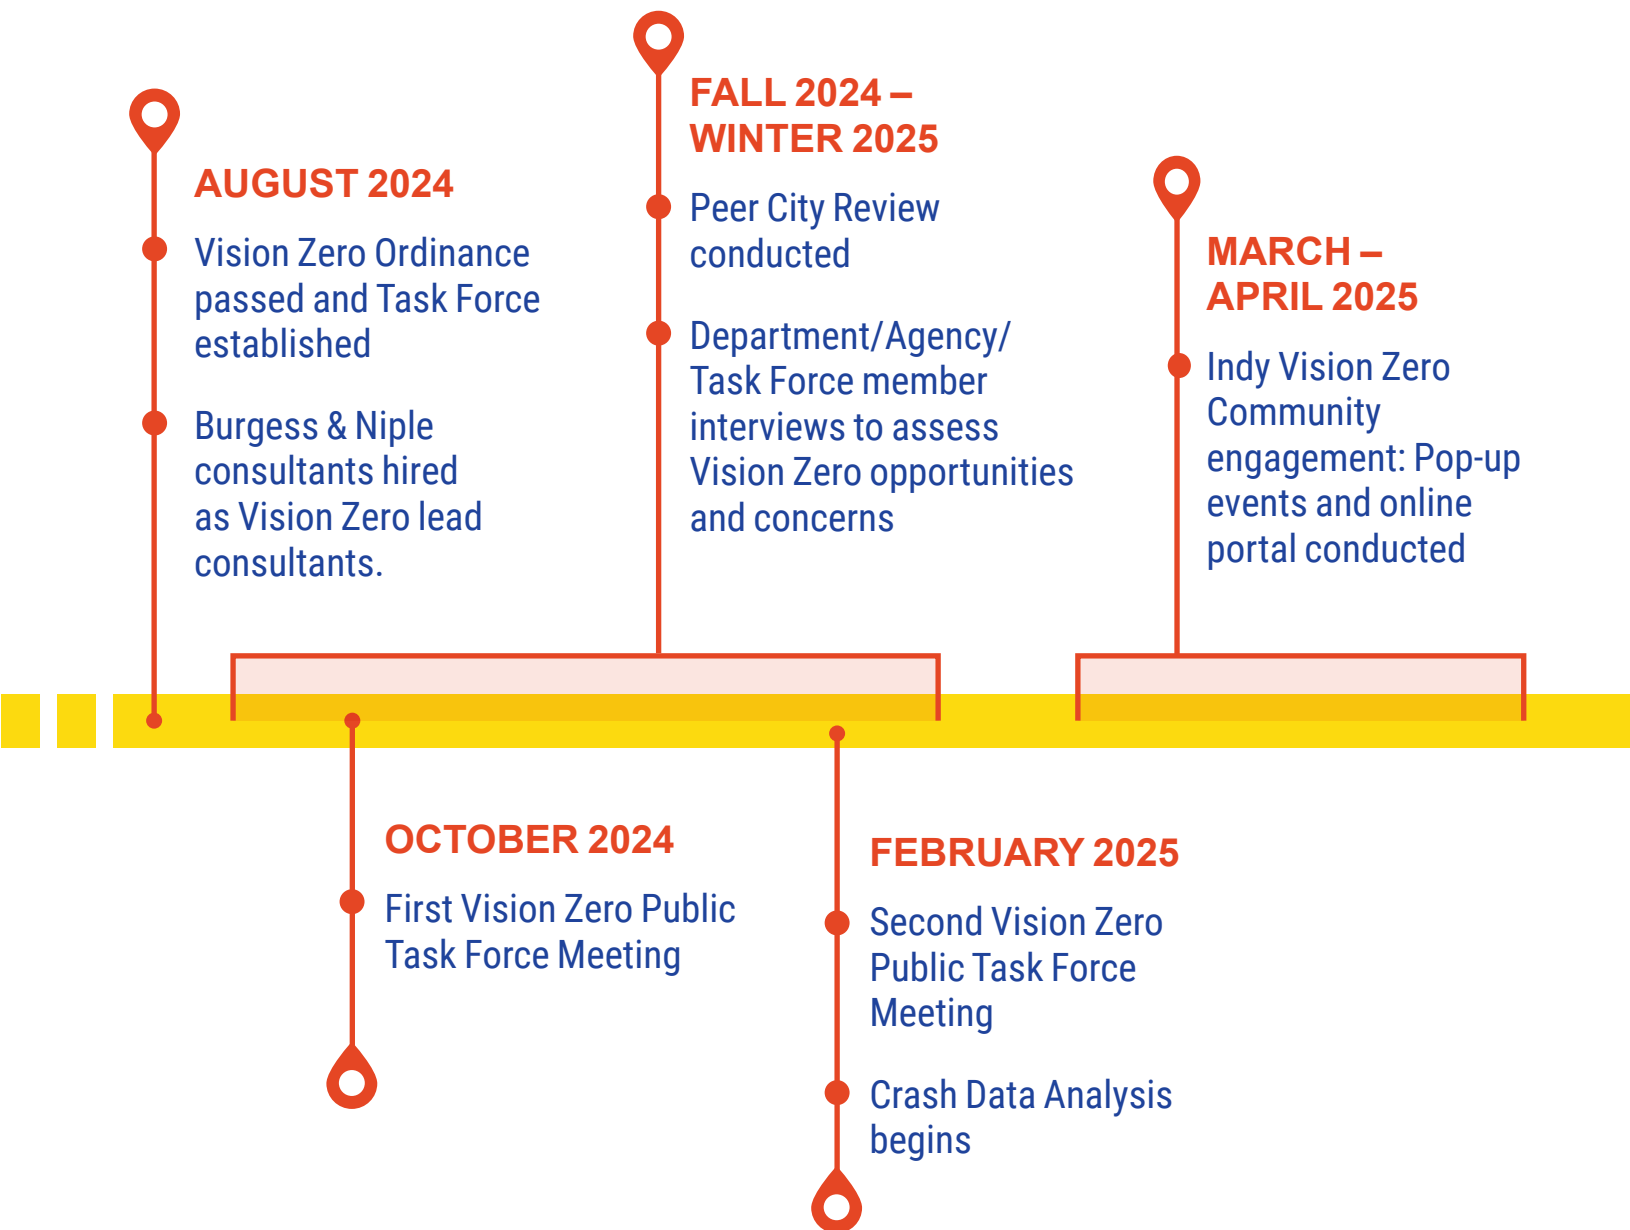 AUGUST 2024
Vision Zero Ordinance
passed and Task Force
established
Burgess & Niple
consultants hired
as Vision Zero lead
consultants.
FALL 2024 –
WINTER 2025
Peer City Review
conducted
Department/Agency/
Task Force member
interviews to assess
Vision Zero opportunities
and concerns
MARCH –
APRIL 2025
Indy Vision Zero
Community
engagement: Pop-up
events and online
portal conducted
OCTOBER 2024
First Vision Zero Public
Task Force Meeting
FEBRUARY 2025
Second Vision Zero
Public Task Force
Meeting
Crash Data Analysis
begins